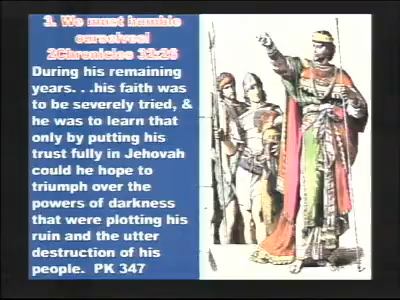 3. We must humble
ourselves!
2Chronicles 32:26
During his remaining
years. . .his faith was
to be severely tried, &
he was to learn that
only by putting his
trust fully in Jehovah
could he hope to
triumph over the
powers of darkness
that were plotting his
ruin and the utter
destruction of his
people.  PK 347